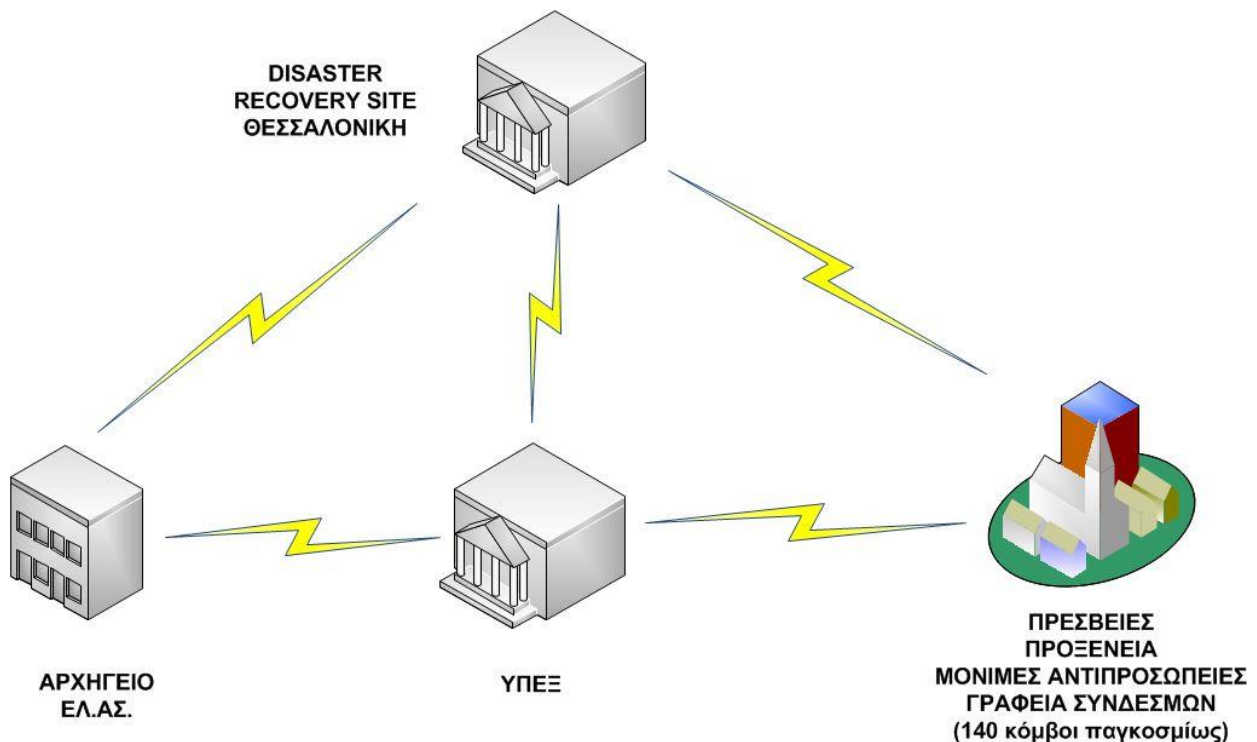 DISASTER
RECOVERY SITE
ΘΕΣΣΑΛΟΝΙΚΗ
ΑΡΧΗΓΕΙΟ
ΕΛ.ΑΣ.
ΥΠΕΞ
ΠΡΕΣΒΕΙΕΣ
ΠΡΟΞΕΝΕΙΑ
ΜΟΝΙΜΕΣ ΑΝΤΙΠΡΟΣΩΠΕΙΕΣ
ΓΡΑΦΕΙΑ ΣΥΝΔΕΣΜΩΝ
(140 κόμβοι παγκοσμίως)